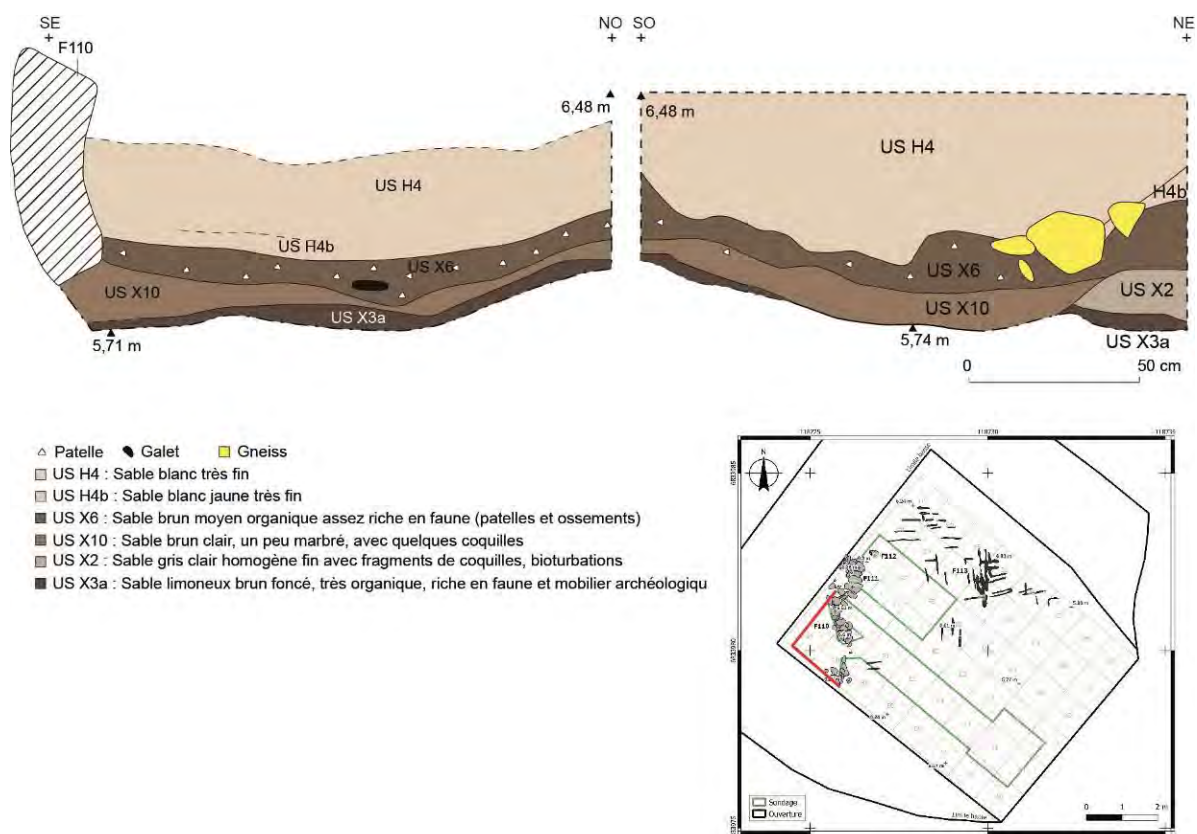 SE
NO
SO
NE
F110
6,48 m
6,48 m
US H4
US H4
H4b
US H4b
US X6
US X6
US X10
US X10
US X2
US X3a
US X3a
5,71 m
5,74 m
0 50 cm
Patelle Galet Gneiss
US H4 : Sable blanc très fin
US H4b : Sable blanc jaune très fin
US X6 : Sable brun moyen organique assez riche en faune (patelles et ossements)
US X10 : Sable brun clair, un peu marbré, avec quelques coquilles
US X2 : Sable gris clair homogène fin avec fragments de coquilles, bioturbations
US X3a : Sable limoneux brun foncé, très organique, riche en faune et mobilier archéologiqu
N
F112
F111
F113
F110
Sondage
Ouverture
0 1 2 m